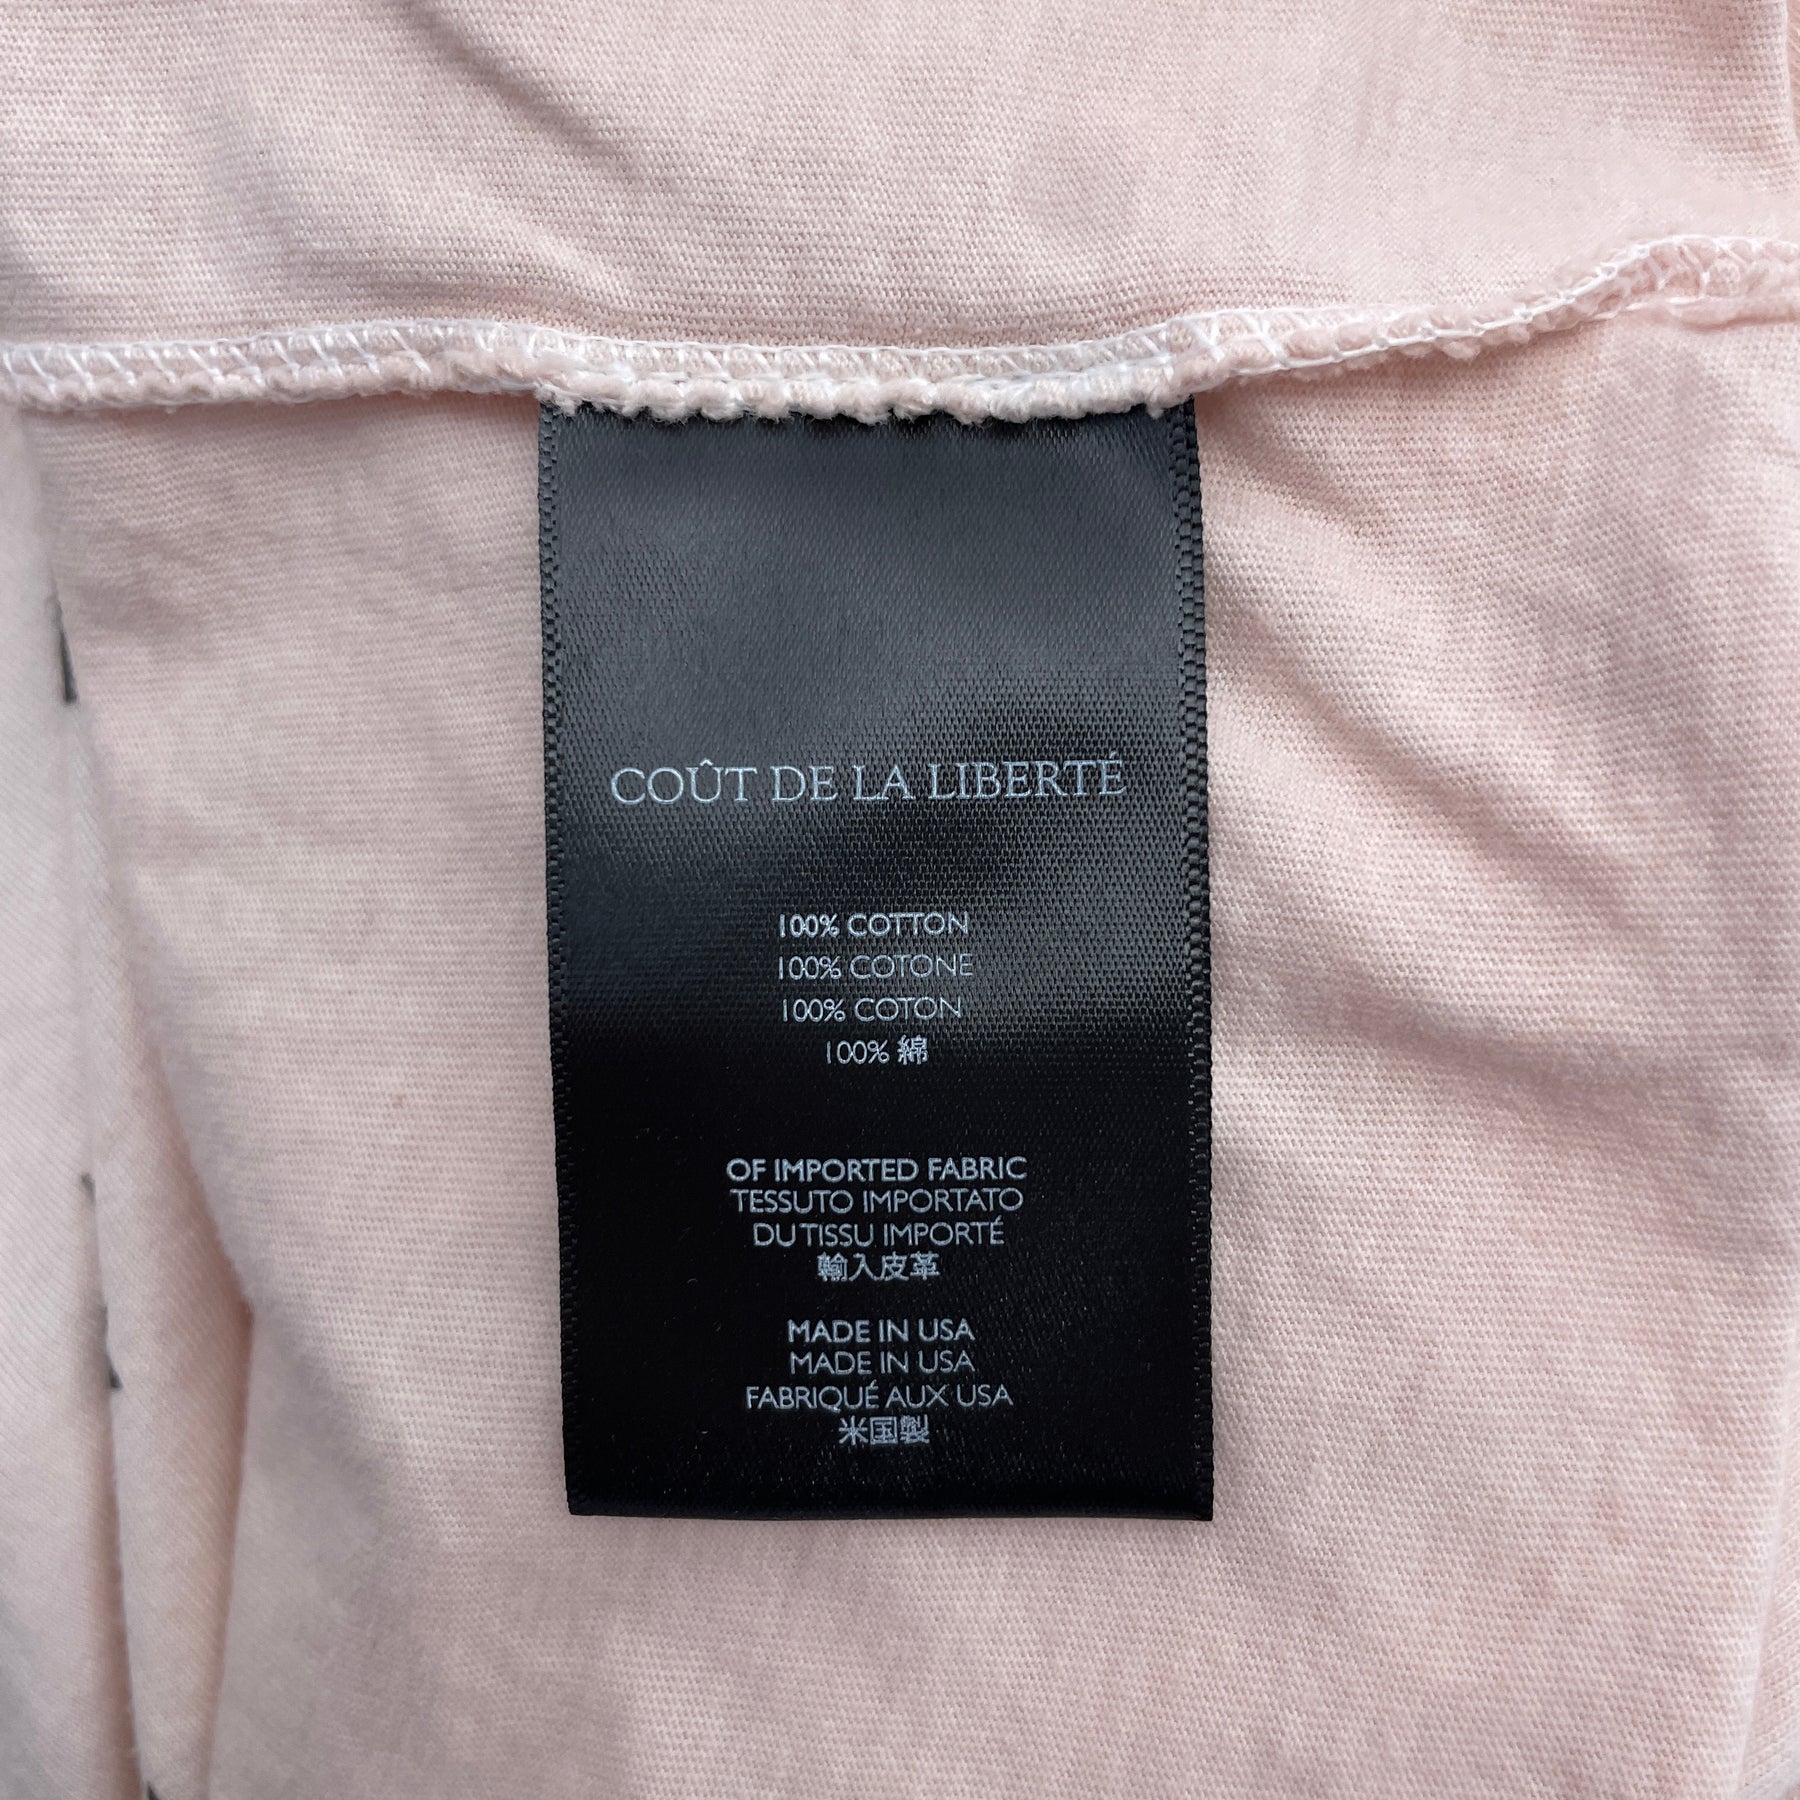 COÛT DE LA LIBERTÉ
100% COTTON
100% COTONE
100% COTON
100% 綿
OF IMPORTED FABRIC
TESSUTO IMPORTATO
DU TISSU IMPORTÉ
輸入皮革
MADE IN USA
MADE IN USA
FABRIQUÉ AUX USA
米国製